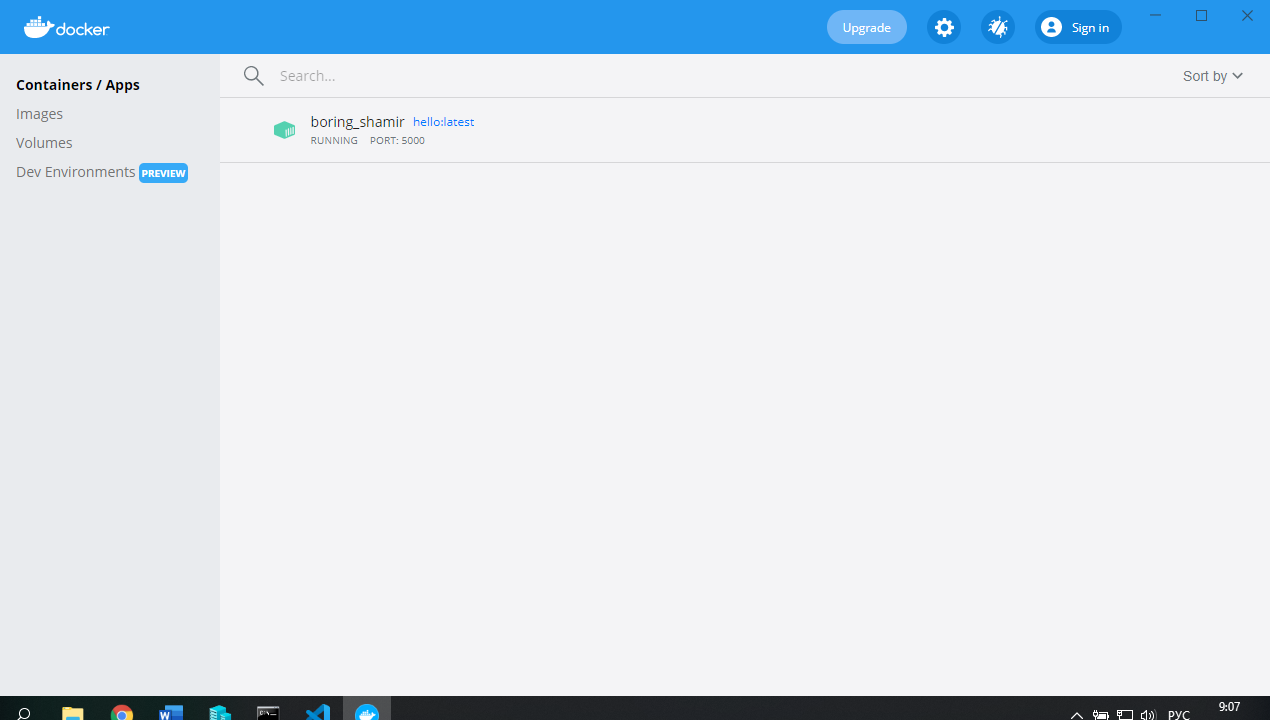 docker
Upgrade
Sign in
Containers / Apps
Images
Volumes
Dev Environments PREVIEW
Search...
Sort by
boring_shamir hello:latest
RUNNING PORT: 5000
РУС
9:07